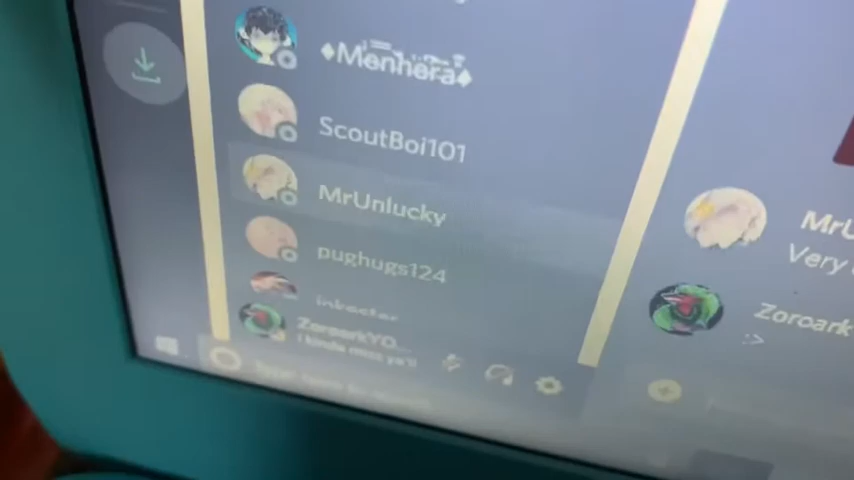 ♦Menhera♦
ScoutBoi101
MrUnlucky
pughugs124
ZoroarkYO...
i kinda miss ya'll
MrU
Very
Zoroark
:>